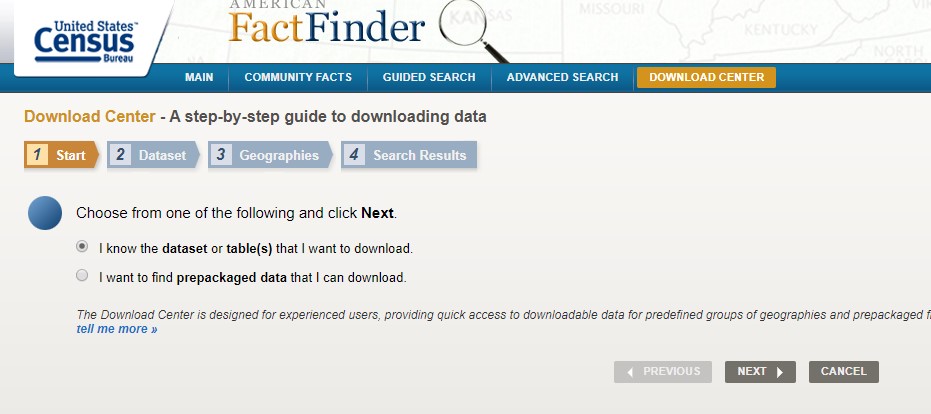 AMERICAN
United States™
Census
Bureau
FactFinder
KANSAS
MISSOURI
KENTUCKY
NORTH
MAIN COMMUNITY FACTS GUIDED SEARCH ADVANCED SEARCH DOWNLOAD CENTER
Download Center - A step-by-step guide to downloading data
1 Start 2 Dataset 3 Geographies 4 Search Results
Choose from one of the following and click Next.
I know the dataset or table(s) that I want to download.
I want to find prepackaged data that I can download.
The Download Center is designed for experienced users, providing quick access to downloadable data for predefined groups of geographies and prepackaged f
tell me more »
PREVIOUS NEXT CANCEL